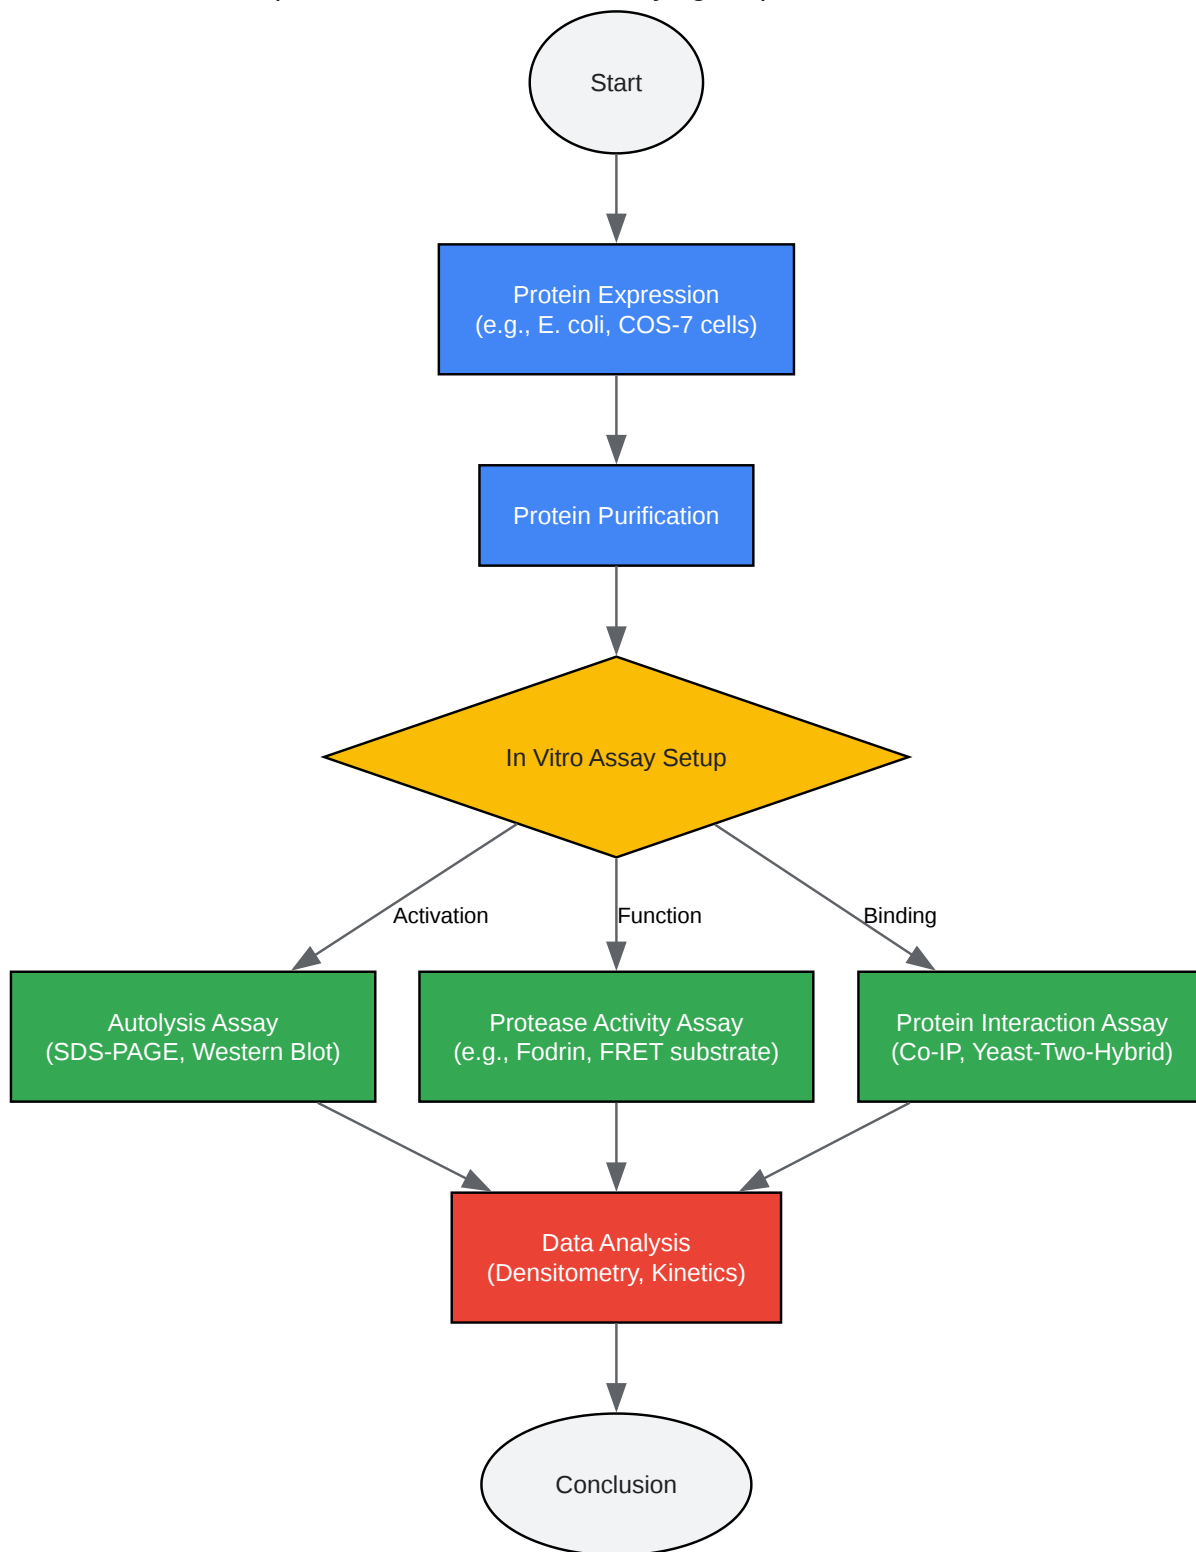 Start
Protein Expression
(e.g., E. coli, COS-7 cells)
Protein Purification
In Vitro Assay Setup
Activation
Function
Binding
Autolysis Assay
(SDS-PAGE, Western Blot)
Protease Activity Assay
(e.g., Fodrin, FRET substrate)
Protein Interaction Assay
(Co-IP, Yeast-Two-Hybrid)
Data Analysis
(Densitometry, Kinetics)
Conclusion